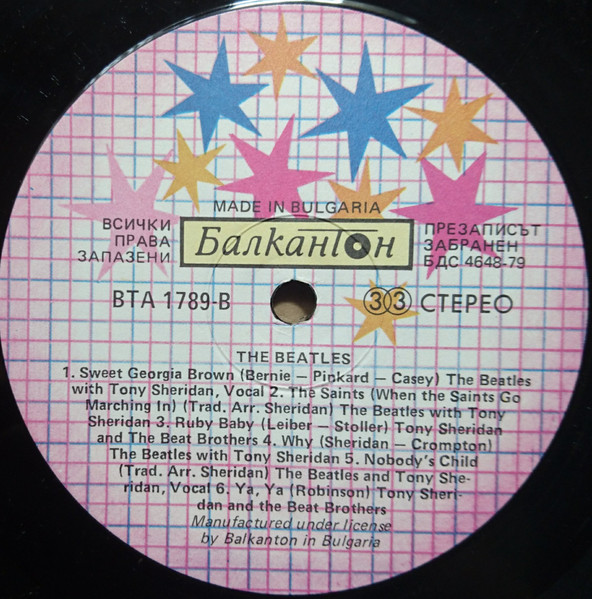 MADE IN BULGARIA
ВСИЧКИ
ПРАВА
ЗАПАЗЕНИ
Балкантон
ПРЕЗАПИСЪТ
ЗАБРАНЕН
БДС 4648-79
ВТА 1789-В
33 СТЕРЕО
THE BEATLES
1. Sweet Georgia Brown (Bernie – Pinkard – Casey) The Beatles
with Tony Sheridan, Vocal 2. The Saints (When the Saints Go
Marching In) (Trad. Arr. Sheridan) The Beatles with Tony
Sheridan 3. Ruby Baby (Leiber – Stoller) Tony Sheridan
and The Beat Brothers 4. Why (Sheridan – Crompton)
The Beatles with Tony Sheridan 5. Nobody's Child
(Trad. Arr. Sheridan) The Beatles and Tony She-
ridan, Vocal 6. Ya, Ya (Robinson) Tony Sheri-
dan and the Beat Brothers
Manufactured under license
by Balkanton in Bulgaria